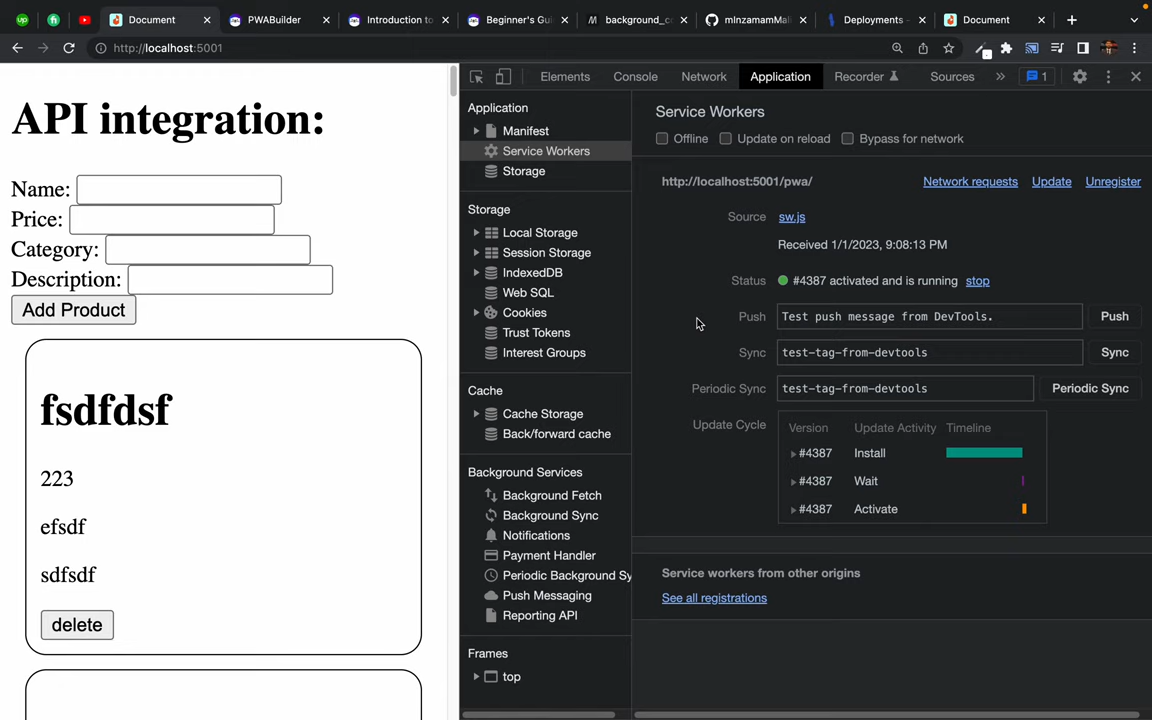 Document
PWABuilder
Introduction to
Beginner's Gui
background_c
mInzamamMal
Deployments –
Document
http://localhost:5001
API integration:
Name:
Price:
Category:
Description:
Add Product
fsdfdsf
223
efsdf
sdfsdf
delete
Elements
Console
Network
Application
Recorder
Sources
1
Application
Manifest
Service Workers
Storage
Storage
Local Storage
Session Storage
IndexedDB
Web SQL
Cookies
Trust Tokens
Interest Groups
Cache
Cache Storage
Back/forward cache
Background Services
Background Fetch
Background Sync
Notifications
Payment Handler
Periodic Background Sy
Push Messaging
Reporting API
Frames
top
Service Workers
Offline Update on reload Bypass for network
http://localhost:5001/pwa/ Network requests Update Unregister
Source sw.js
Received 1/1/2023, 9:08:13 PM
Status #4387 activated and is running stop
Push Test push message from DevTools. Push
Sync test-tag-from-devtools Sync
Periodic Sync test-tag-from-devtools Periodic Sync
Update Cycle Version Update Activity Timeline
#4387 Install
#4387 Wait
#4387 Activate
Service workers from other origins
See all registrations